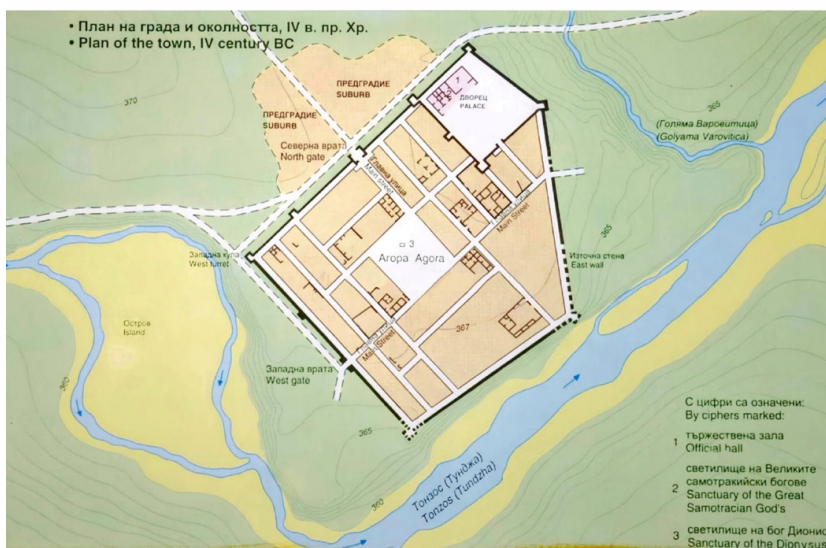 • План на града и околността, IV в. пр. Хр.
• Plan of the town, IV century BC
370
ПРЕДГРАДИЕ
SUBURB
ПРЕДГРАДИЕ
SUBURB
ДВОРЕЦ
PALACE
365
(Голяма Варовитица)
(Golyama Varovitica)
Северна врата
North gate
Главна улица
Main street
Main Street
365
3
Агора Agora
Западна кула
West turret
Източна стена
East wall
Остров
Island
367
Main Street
Западна врата
West gate
360
365
360
Тонзос (Тунджа)
Tonzos (Tundzha)
С цифри са означени:
By ciphers marked:
1 тържествена зала
Official hall
2 светилище на Великите
самотракийски богове
Sanctuary of the Great
Samotracian God's
3 светилище на бог Дионис
Sanctuary of the Dionysus